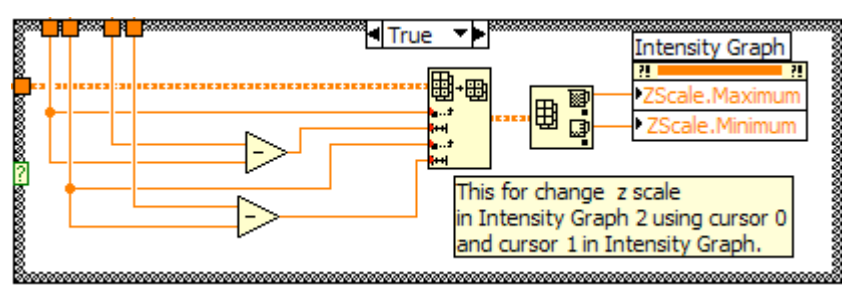 True
Intensity Graph
?! ?!
ZScale.Maximum
ZScale.Minimum
?
This for change z scale
in Intensity Graph 2 using cursor 0
and cursor 1 in Intensity Graph.